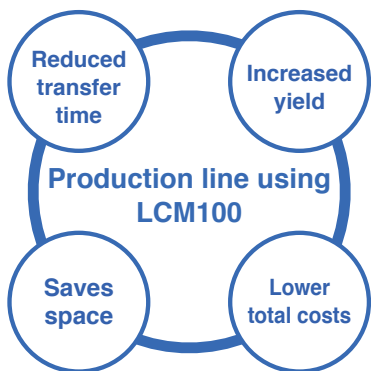 Reduced
transfer
time
Increased
yield
Production line using
LCM100
Saves
space
Lower
total costs